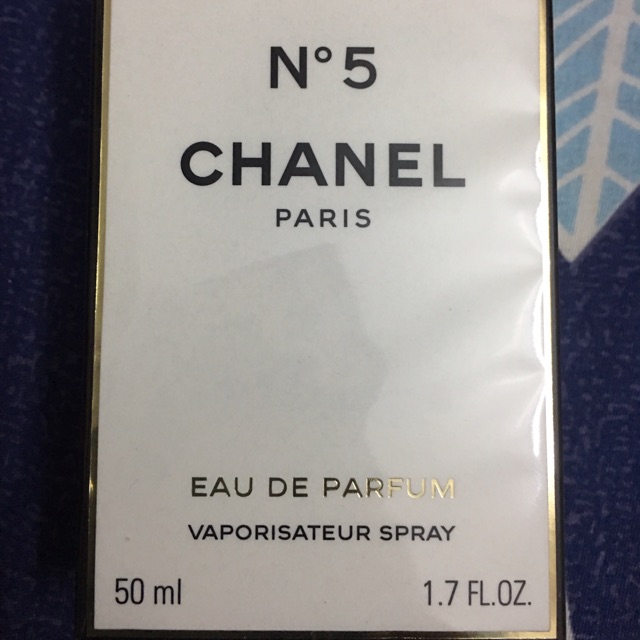 N°5
CHANEL
PARIS
EAU DE PARFUM
VAPORISATEUR SPRAY
50 ml 1.7 FL.OZ.